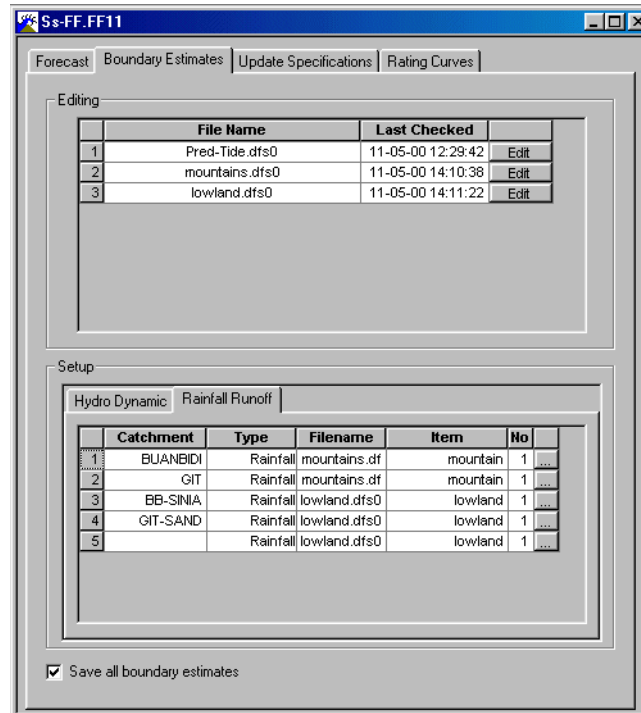 Ss-FF.FF11
Forecast Boundary Estimates Update Specifications Rating Curves
Editing
File Name Last Checked
1 Pred-Tide.dfs0 11-05-00 12:29:42 Edit
2 mountains.dfs0 11-05-00 14:10:38 Edit
3 lowland.dfs0 11-05-00 14:11:22 Edit
Setup
Hydro Dynamic Rainfall Runoff
Catchment Type Filename Item No
1 BUANBIDI Rainfall mountains.df mountain 1 ...
2 GIT Rainfall mountains.df mountain 1 ...
3 BB-SINIA Rainfall lowland.dfs0 lowland 1 ...
4 GIT-SAND Rainfall lowland.dfs0 lowland 1 ...
5 Rainfall lowland.dfs0 lowland 1 ...
Save all boundary estimates